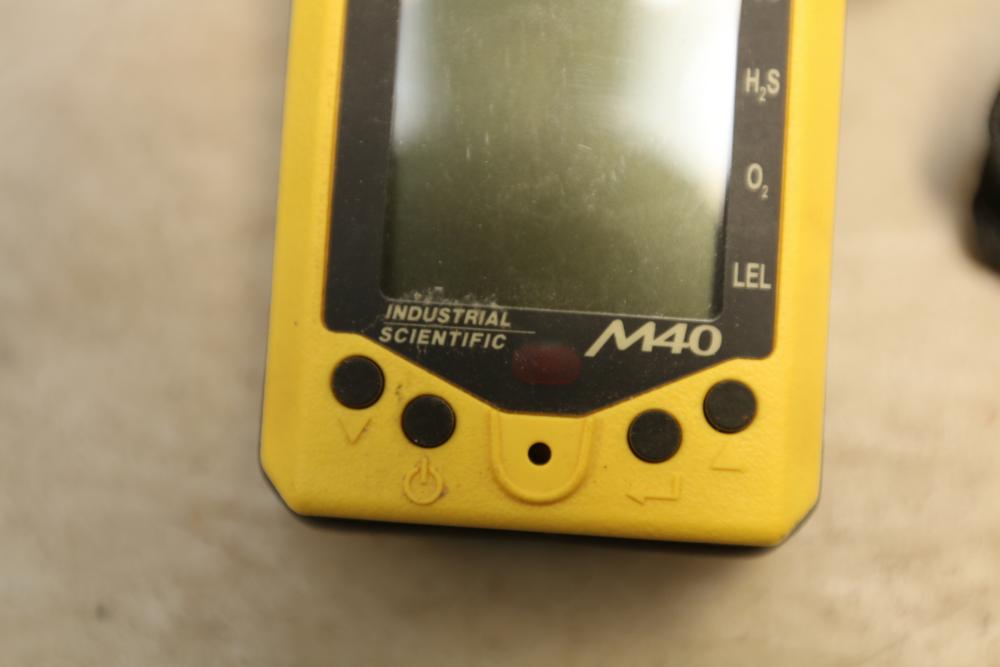 H₂S
O₂
LEL
INDUSTRIAL
SCIENTIFIC
M40